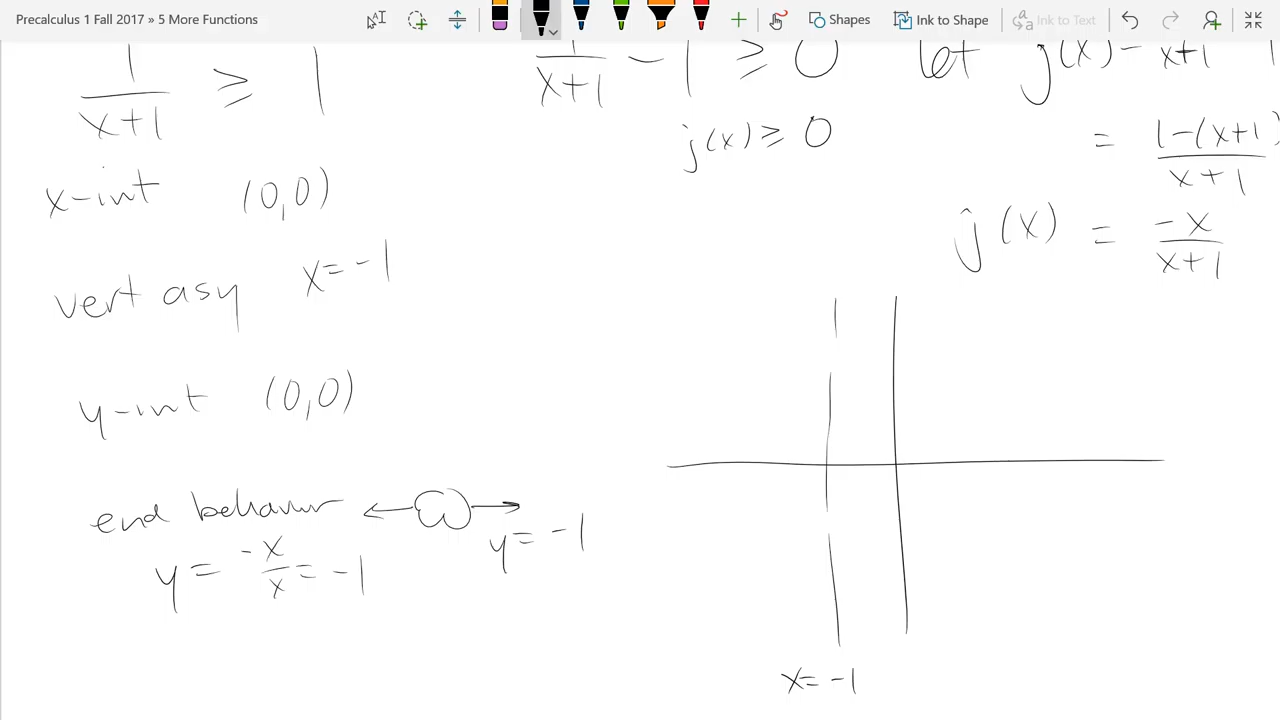 Precalculus 1 Fall 2017 » 5 More Functions
Shapes
Ink to Shape
Ink to Text
1/(x+1) ≥ 1
1/(x+1) - 1 ≥ 0
let j(x) = 1/(x+1) - 1
j(x) ≥ 0
= (1-(x+1))/(x+1)
j(x) = -x/(x+1)
x-int (0,0)
vert asy x = -1
y-int (0,0)
end behavior
y = -1
y = -x/x = -1
x = -1